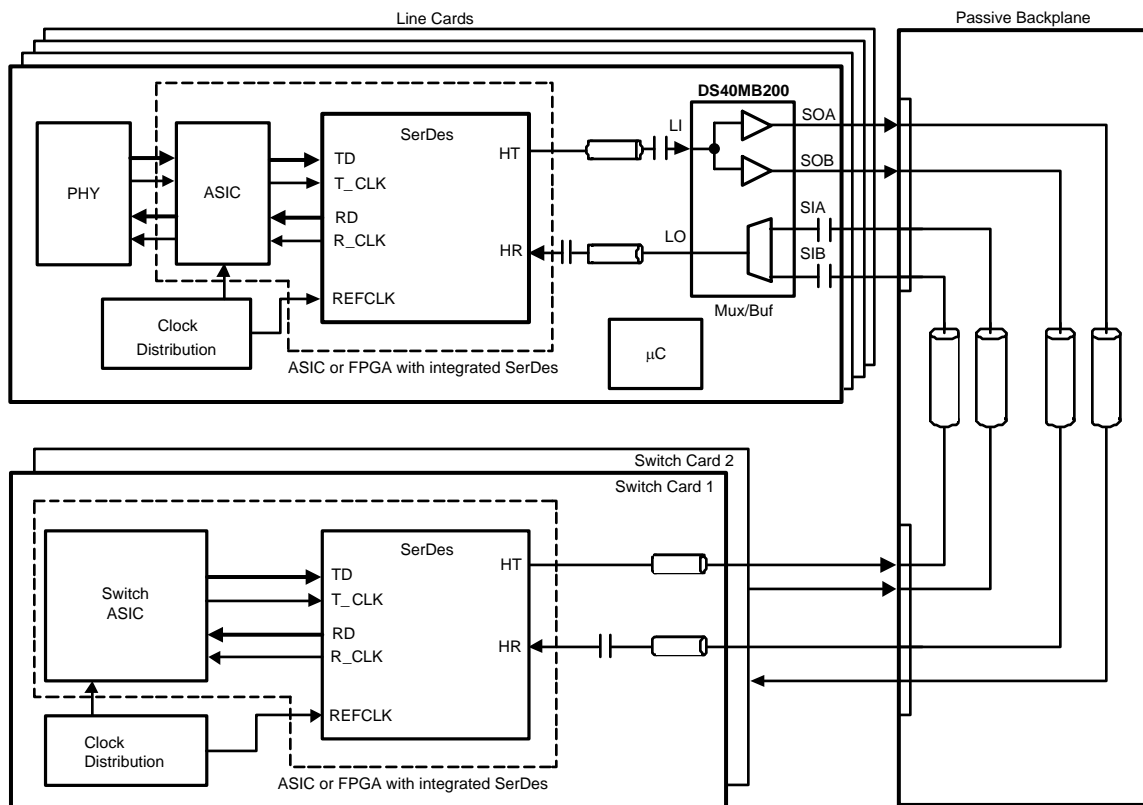 Line Cards
Passive Backplane
DS40MB200
SOA
SOB
SIA
SIB
LI
LO
Mux/Buf
PHY
ASIC
SerDes
TD
T_CLK
RD
R_CLK
REFCLK
HT
HR
Clock
Distribution
ASIC or FPGA with integrated SerDes
μC
Switch Card 2
Switch Card 1
Switch
ASIC
SerDes
TD
T_CLK
RD
R_CLK
REFCLK
HT
HR
Clock
Distribution
ASIC or FPGA with integrated SerDes